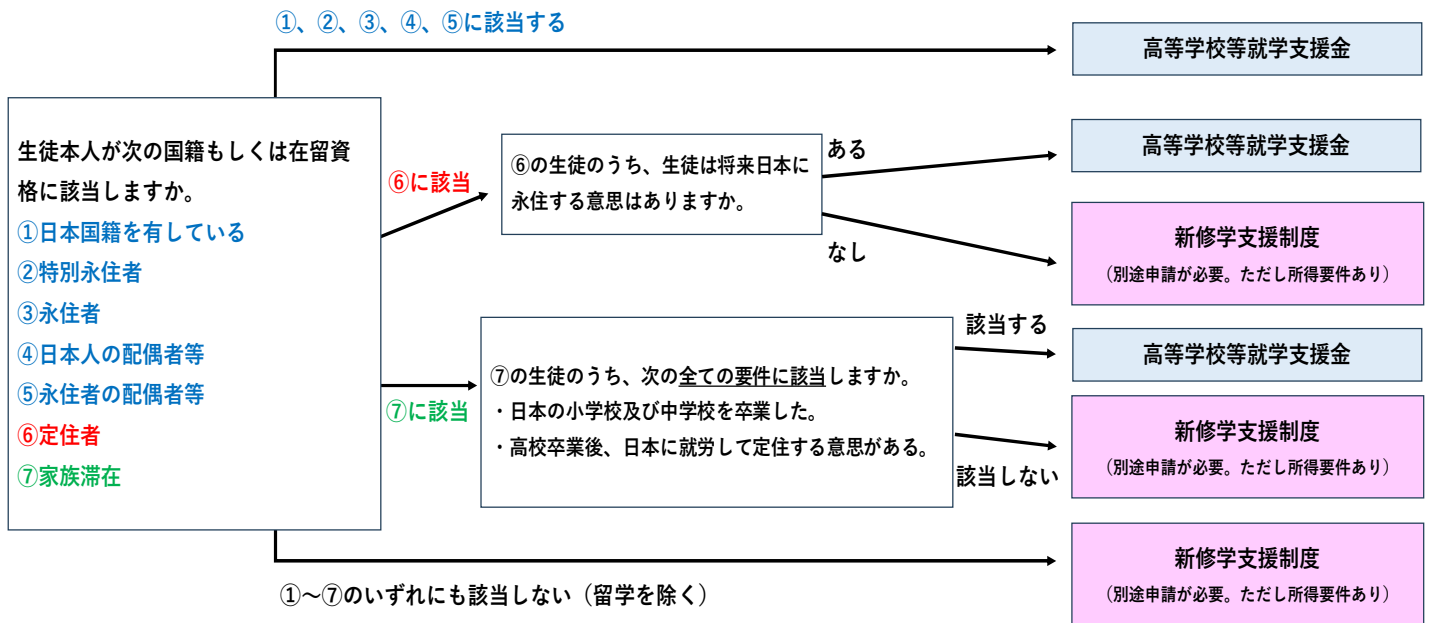 ①、②、③、④、⑤に該当する
高等学校等就学支援金
生徒本人が次の国籍もしくは在留資
格に該当しますか。
①日本国籍を有している
②特別永住者
③永住者
④日本人の配偶者等
⑤永住者の配偶者等
⑥定住者
⑦家族滞在
⑥に該当
⑥の生徒のうち、生徒は将来日本に
永住する意思はありますか。
ある
高等学校等就学支援金
なし
新修学支援制度
（別途申請が必要。ただし所得要件あり）
⑦に該当
⑦の生徒のうち、次の全ての要件に該当しますか。
・日本の小学校及び中学校を卒業した。
・高校卒業後、日本に就労して定住する意思がある。
該当する
高等学校等就学支援金
該当しない
新修学支援制度
（別途申請が必要。ただし所得要件あり）
①～⑦のいずれにも該当しない（留学を除く）
新修学支援制度
（別途申請が必要。ただし所得要件あり）